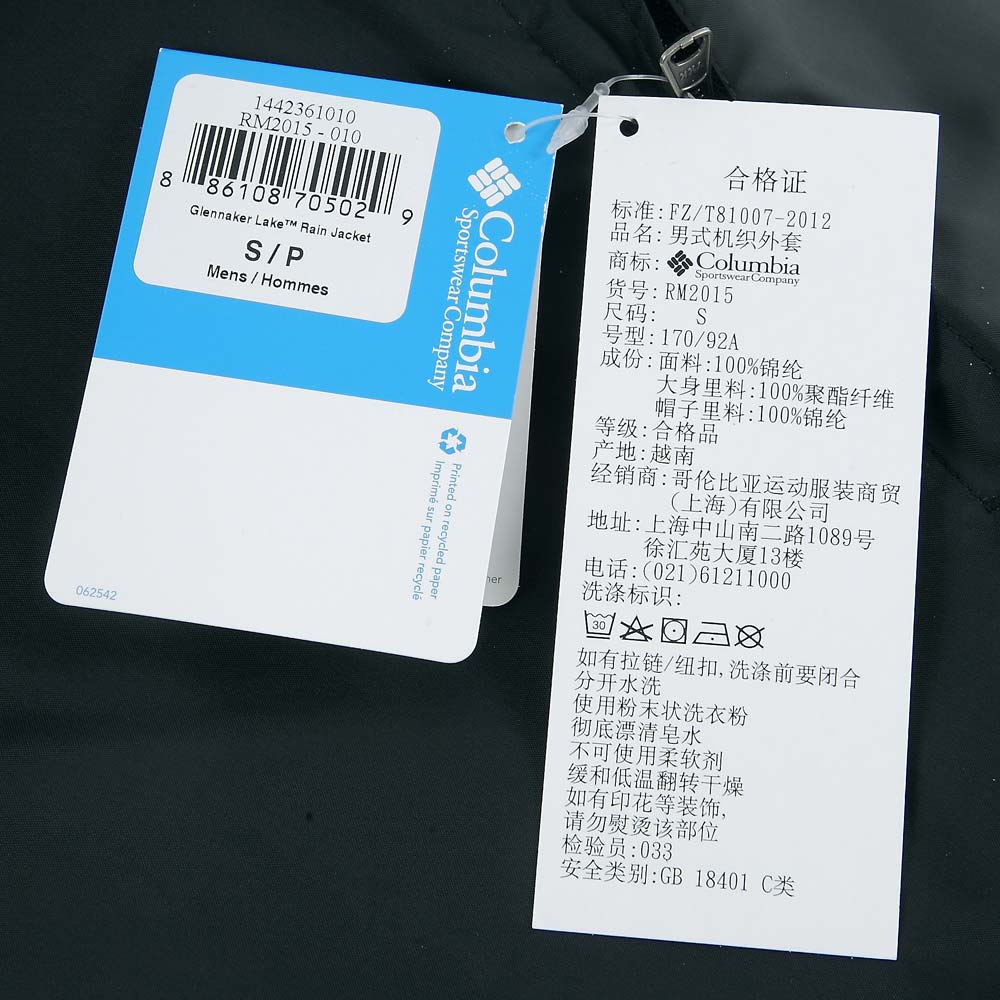 1442361010
RM2015 - 010
8 86108 70502 9
Glennaker Lake™ Rain Jacket
S / P
Mens / Hommes
Columbia
Sportswear Company
Printed on recycled paper
Imprimé sur papier recyclé
062542
合格证
标准:FZ/T81007-2012
品名:男式机织外套
商标: Columbia
Sportswear Company
货号:RM2015
尺码: S
号型:170/92A
成份:面料:100%锦纶
大身里料:100%聚酯纤维
帽子里料:100%锦纶
等级:合格品
产地:越南
经销商:哥伦比亚运动服装商贸
(上海)有限公司
地址:上海中山南二路1089号
徐汇苑大厦13楼
电话:(021)61211000
洗涤标识:
30
如有拉链/纽扣,洗涤前要闭合
分开水洗
使用粉末状洗衣粉
彻底漂清皂水
不可使用柔软剂
缓和低温翻转干燥
如有印花等装饰,
请勿熨烫该部位
检验员:033
安全类别:GB 18401 C类